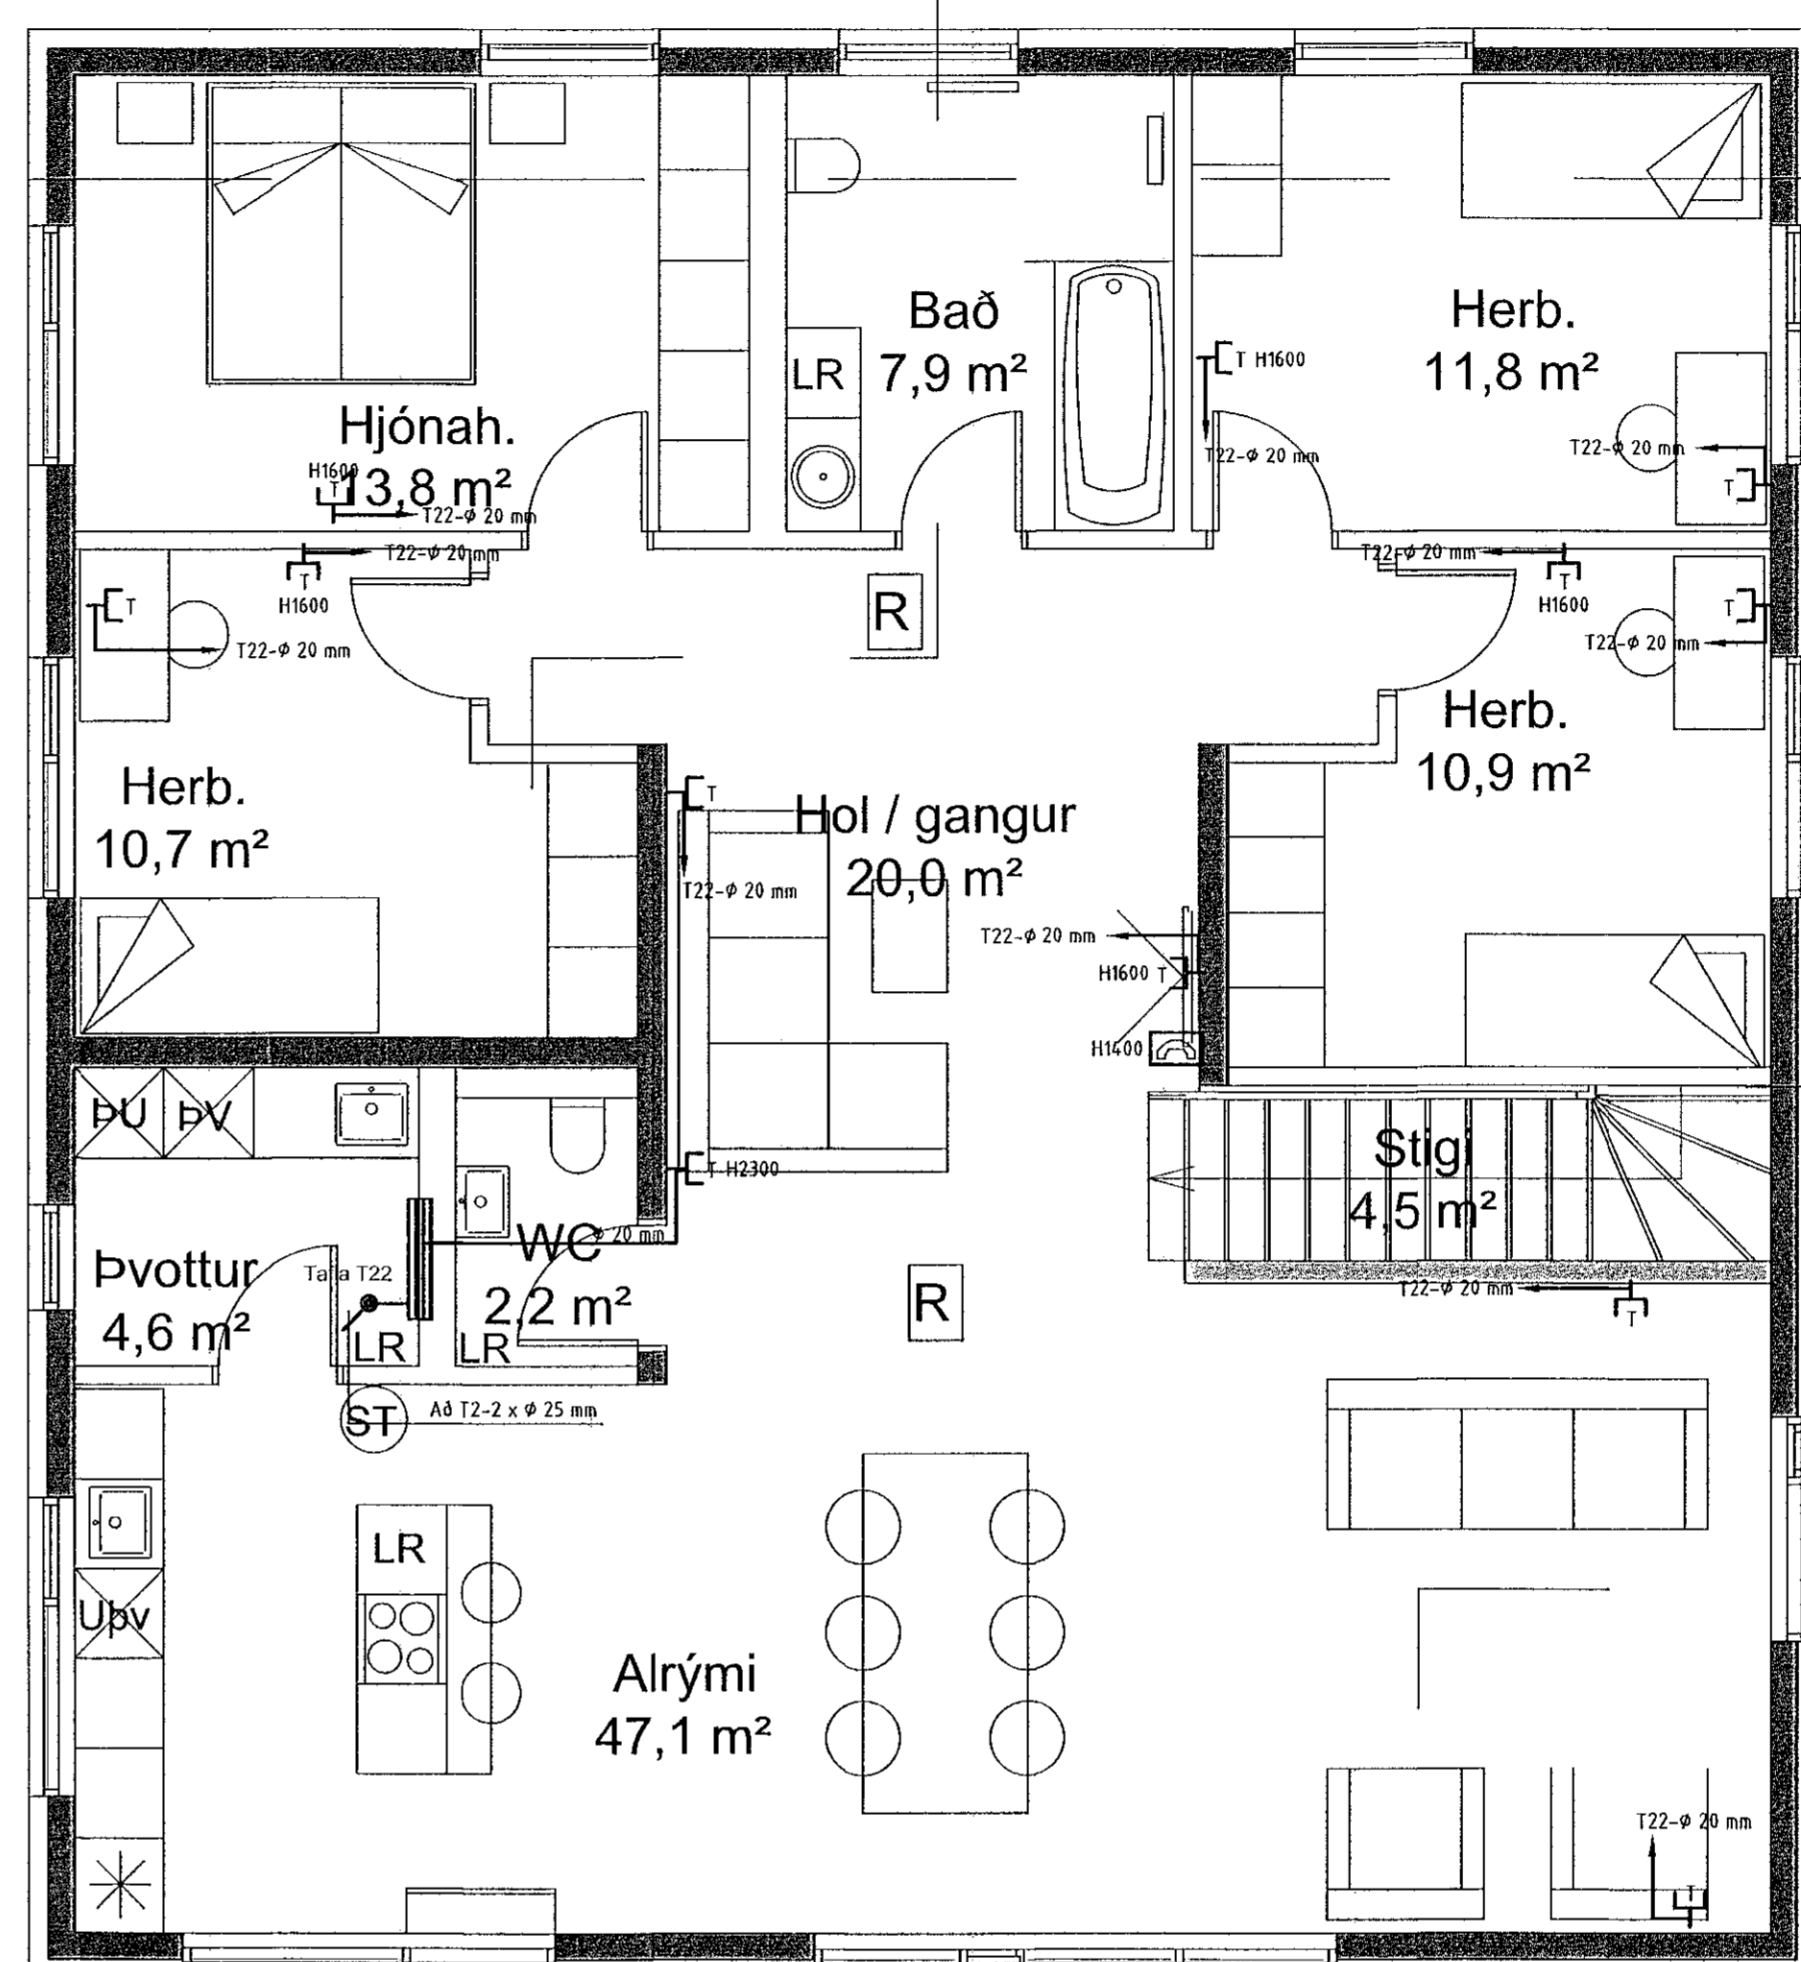 Hjónah.
13,8 m²
H1600
T
T22-ϕ 20 mm
Bað
7,9 m²
LR
Herb.
11,8 m²
T H1600
T22-ϕ 20 mm
T22-ϕ 20 mm
T
T22-ϕ 20 mm
T
H1600
T
T22-ϕ 20 mm
R
T22-ϕ 20 mm
T
H1600
T
T22-ϕ 20 mm
Herb.
10,7 m²
Herb.
10,9 m²
T
T22-ϕ 20 mm
Hol / gangur
20,0 m²
T22-ϕ 20 mm
H1600 T
H1400
ÞU
ÞV
T H2300
Stigi
4,5 m²
Þvottur
4,6 m²
Tafla T22
LR
WC
2,2 m²
ϕ 20 mm
LR
R
T22-ϕ 20 mm
T
ST
Að T2-2 x ϕ 25 mm
LR
Uþv
Alrými
47,1 m²
T22-ϕ 20 mm
T